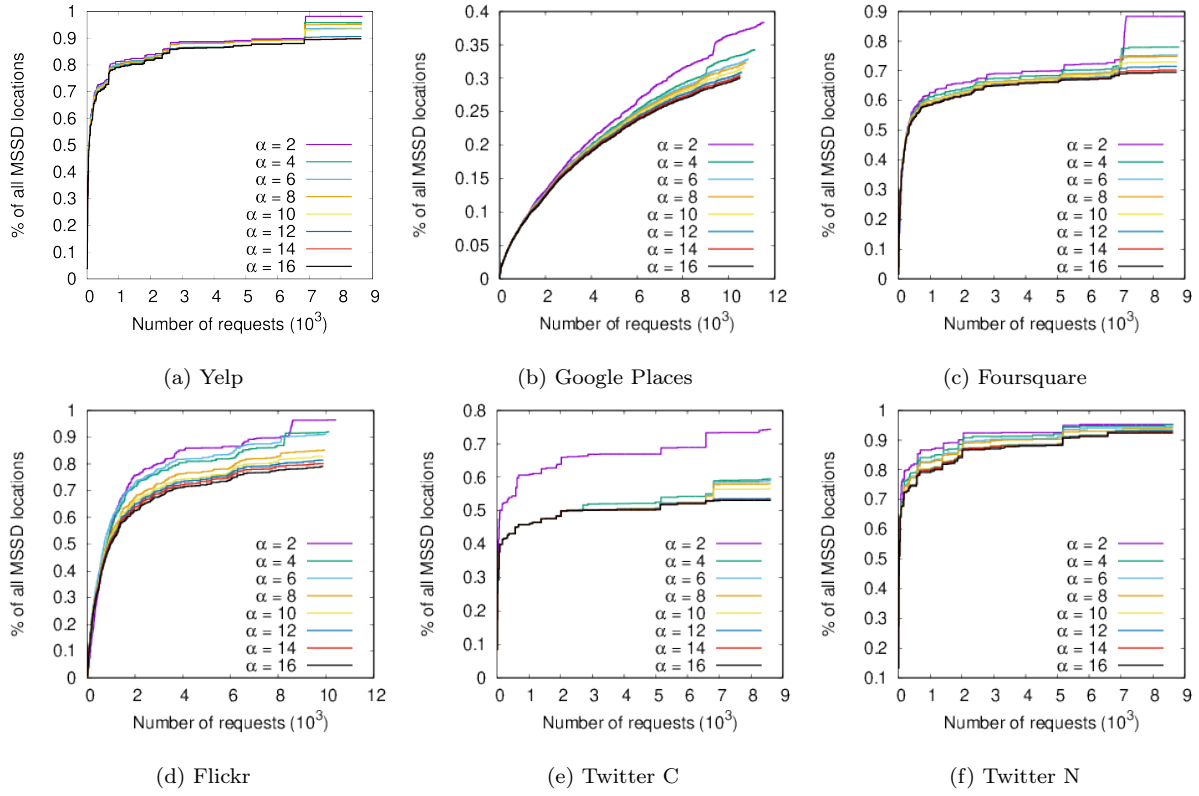 % of all MSSD locations
1
0.9
0.8
0.7
0.6
0.5
0.4
0.3
0.2
0.1
0
α = 2
α = 4
α = 6
α = 8
α = 10
α = 12
α = 14
α = 16
0 1 2 3 4 5 6 7 8 9
Number of requests (10^3)
(a) Yelp
% of all MSSD locations
0.4
0.35
0.3
0.25
0.2
0.15
0.1
0.05
0
α = 2
α = 4
α = 6
α = 8
α = 10
α = 12
α = 14
α = 16
0 2 4 6 8 10 12
Number of requests (10^3)
(b) Google Places
% of all MSSD locations
0.9
0.8
0.7
0.6
0.5
0.4
0.3
0.2
0.1
0
α = 2
α = 4
α = 6
α = 8
α = 10
α = 12
α = 14
α = 16
0 1 2 3 4 5 6 7 8 9
Number of requests (10^3)
(c) Foursquare
% of all MSSD locations
1
0.9
0.8
0.7
0.6
0.5
0.4
0.3
0.2
0.1
0
α = 2
α = 4
α = 6
α = 8
α = 10
α = 12
α = 14
α = 16
0 2 4 6 8 10 12
Number of requests (10^3)
(d) Flickr
% of all MSSD locations
0.8
0.7
0.6
0.5
0.4
0.3
0.2
0.1
0
α = 2
α = 4
α = 6
α = 8
α = 10
α = 12
α = 14
α = 16
0 1 2 3 4 5 6 7 8 9
Number of requests (10^3)
(e) Twitter C
% of all MSSD locations
1
0.9
0.8
0.7
0.6
0.5
0.4
0.3
0.2
0.1
α = 2
α = 4
α = 6
α = 8
α = 10
α = 12
α = 14
α = 16
0 1 2 3 4 5 6 7 8 9
Number of requests (10^3)
(f) Twitter N